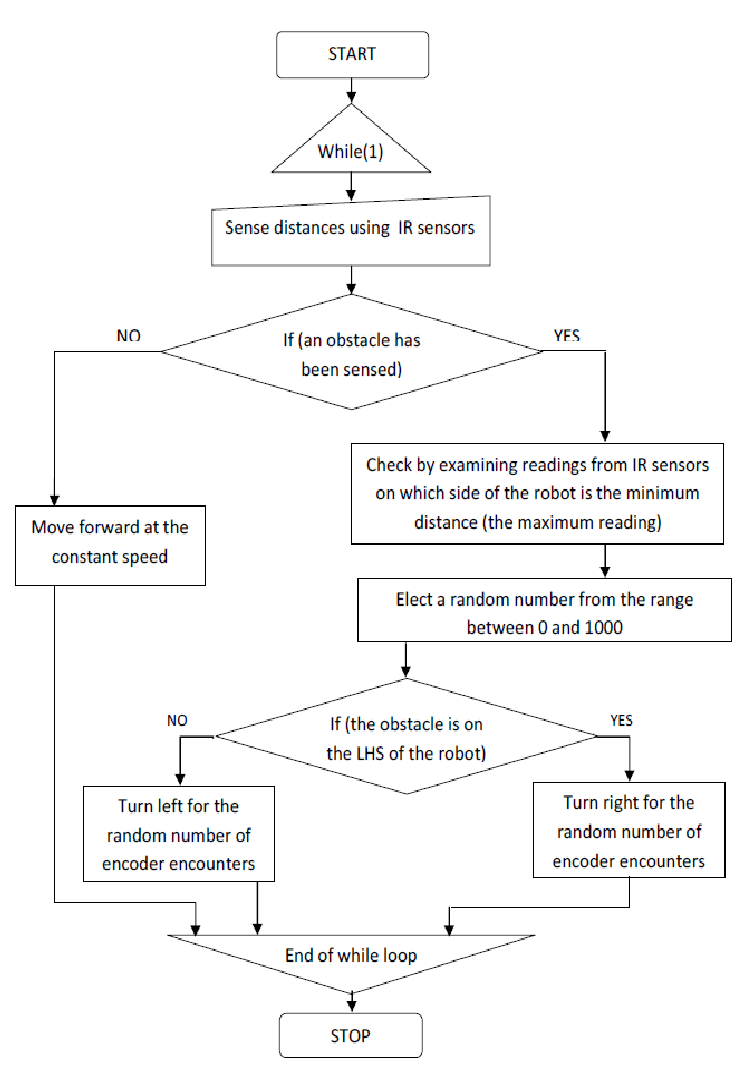 START
While(1)
Sense distances using IR sensors
NO
YES
If (an obstacle has
been sensed)
Check by examining readings from IR sensors
on which side of the robot is the minimum
distance (the maximum reading)
Move forward at the
constant speed
Elect a random number from the range
between 0 and 1000
NO
YES
If (the obstacle is on
the LHS of the robot)
Turn left for the
random number of
encoder encounters
Turn right for the
random number of
encoder encounters
End of while loop
STOP